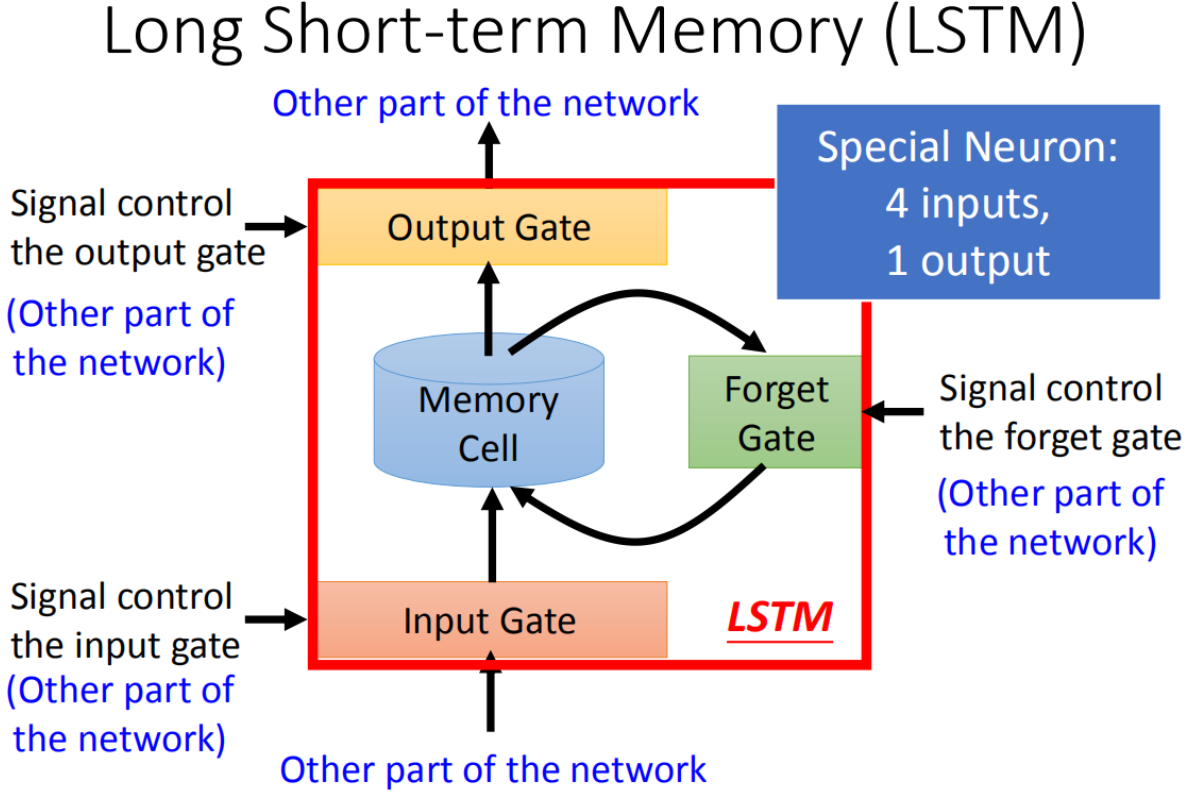 Long Short-term Memory (LSTM)
Other part of the network
Special Neuron:
4 inputs,
1 output
Signal control
the output gate
(Other part of
the network)
Output Gate
Memory
Cell
Forget
Gate
Signal control
the forget gate
(Other part of
the network)
Signal control
the input gate
(Other part of
the network)
Input Gate
LSTM
Other part of the network